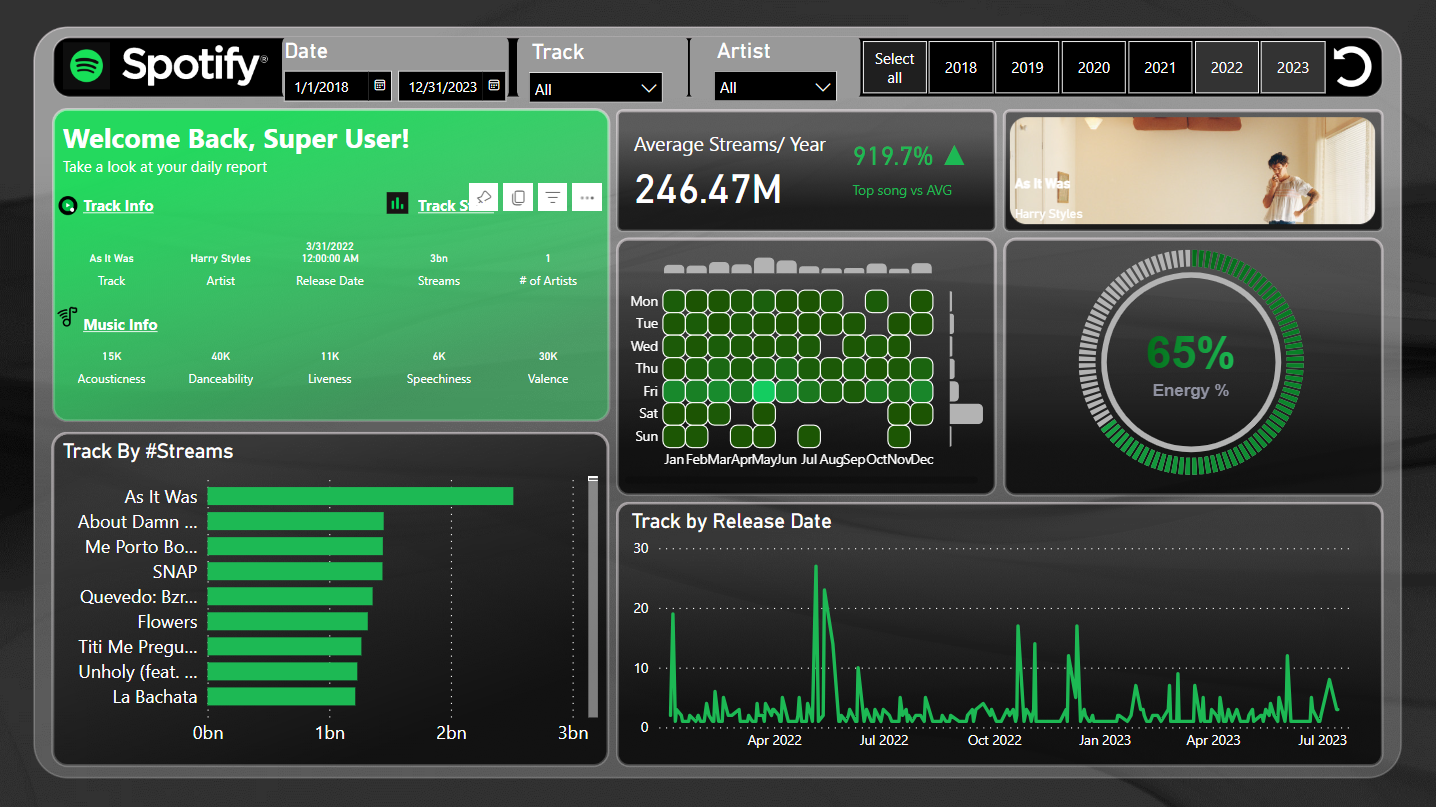 Spotify®
Date
1/1/2018
12/31/2023
Track
All
Artist
All
Select all
2018
2019
2020
2021
2022
2023
Welcome Back, Super User!
Take a look at your daily report
Track Info
Track
As It Was
Harry Styles
3/31/2022
12:00:00 AM
3bn
1
Track
Artist
Release Date
Streams
# of Artists
Music Info
15K
40K
11K
6K
30K
Acousticness
Danceability
Liveness
Speechiness
Valence
Average Streams/ Year
246.47M
919.7%
Top song vs AVG
As It Was
Harry Styles
Mon
Tue
Wed
Thu
Fri
Sat
Sun
Jan Feb Mar Apr May Jun Jul Aug Sep Oct Nov Dec
65%
Energy %
Track By #Streams
As It Was
About Damn ...
Me Porto Bo...
SNAP
Quevedo: Bzr...
Flowers
Titi Me Pregu...
Unholy (feat. ...
La Bachata
0bn
1bn
2bn
3bn
Track by Release Date
30
20
10
0
Apr 2022
Jul 2022
Oct 2022
Jan 2023
Apr 2023
Jul 2023